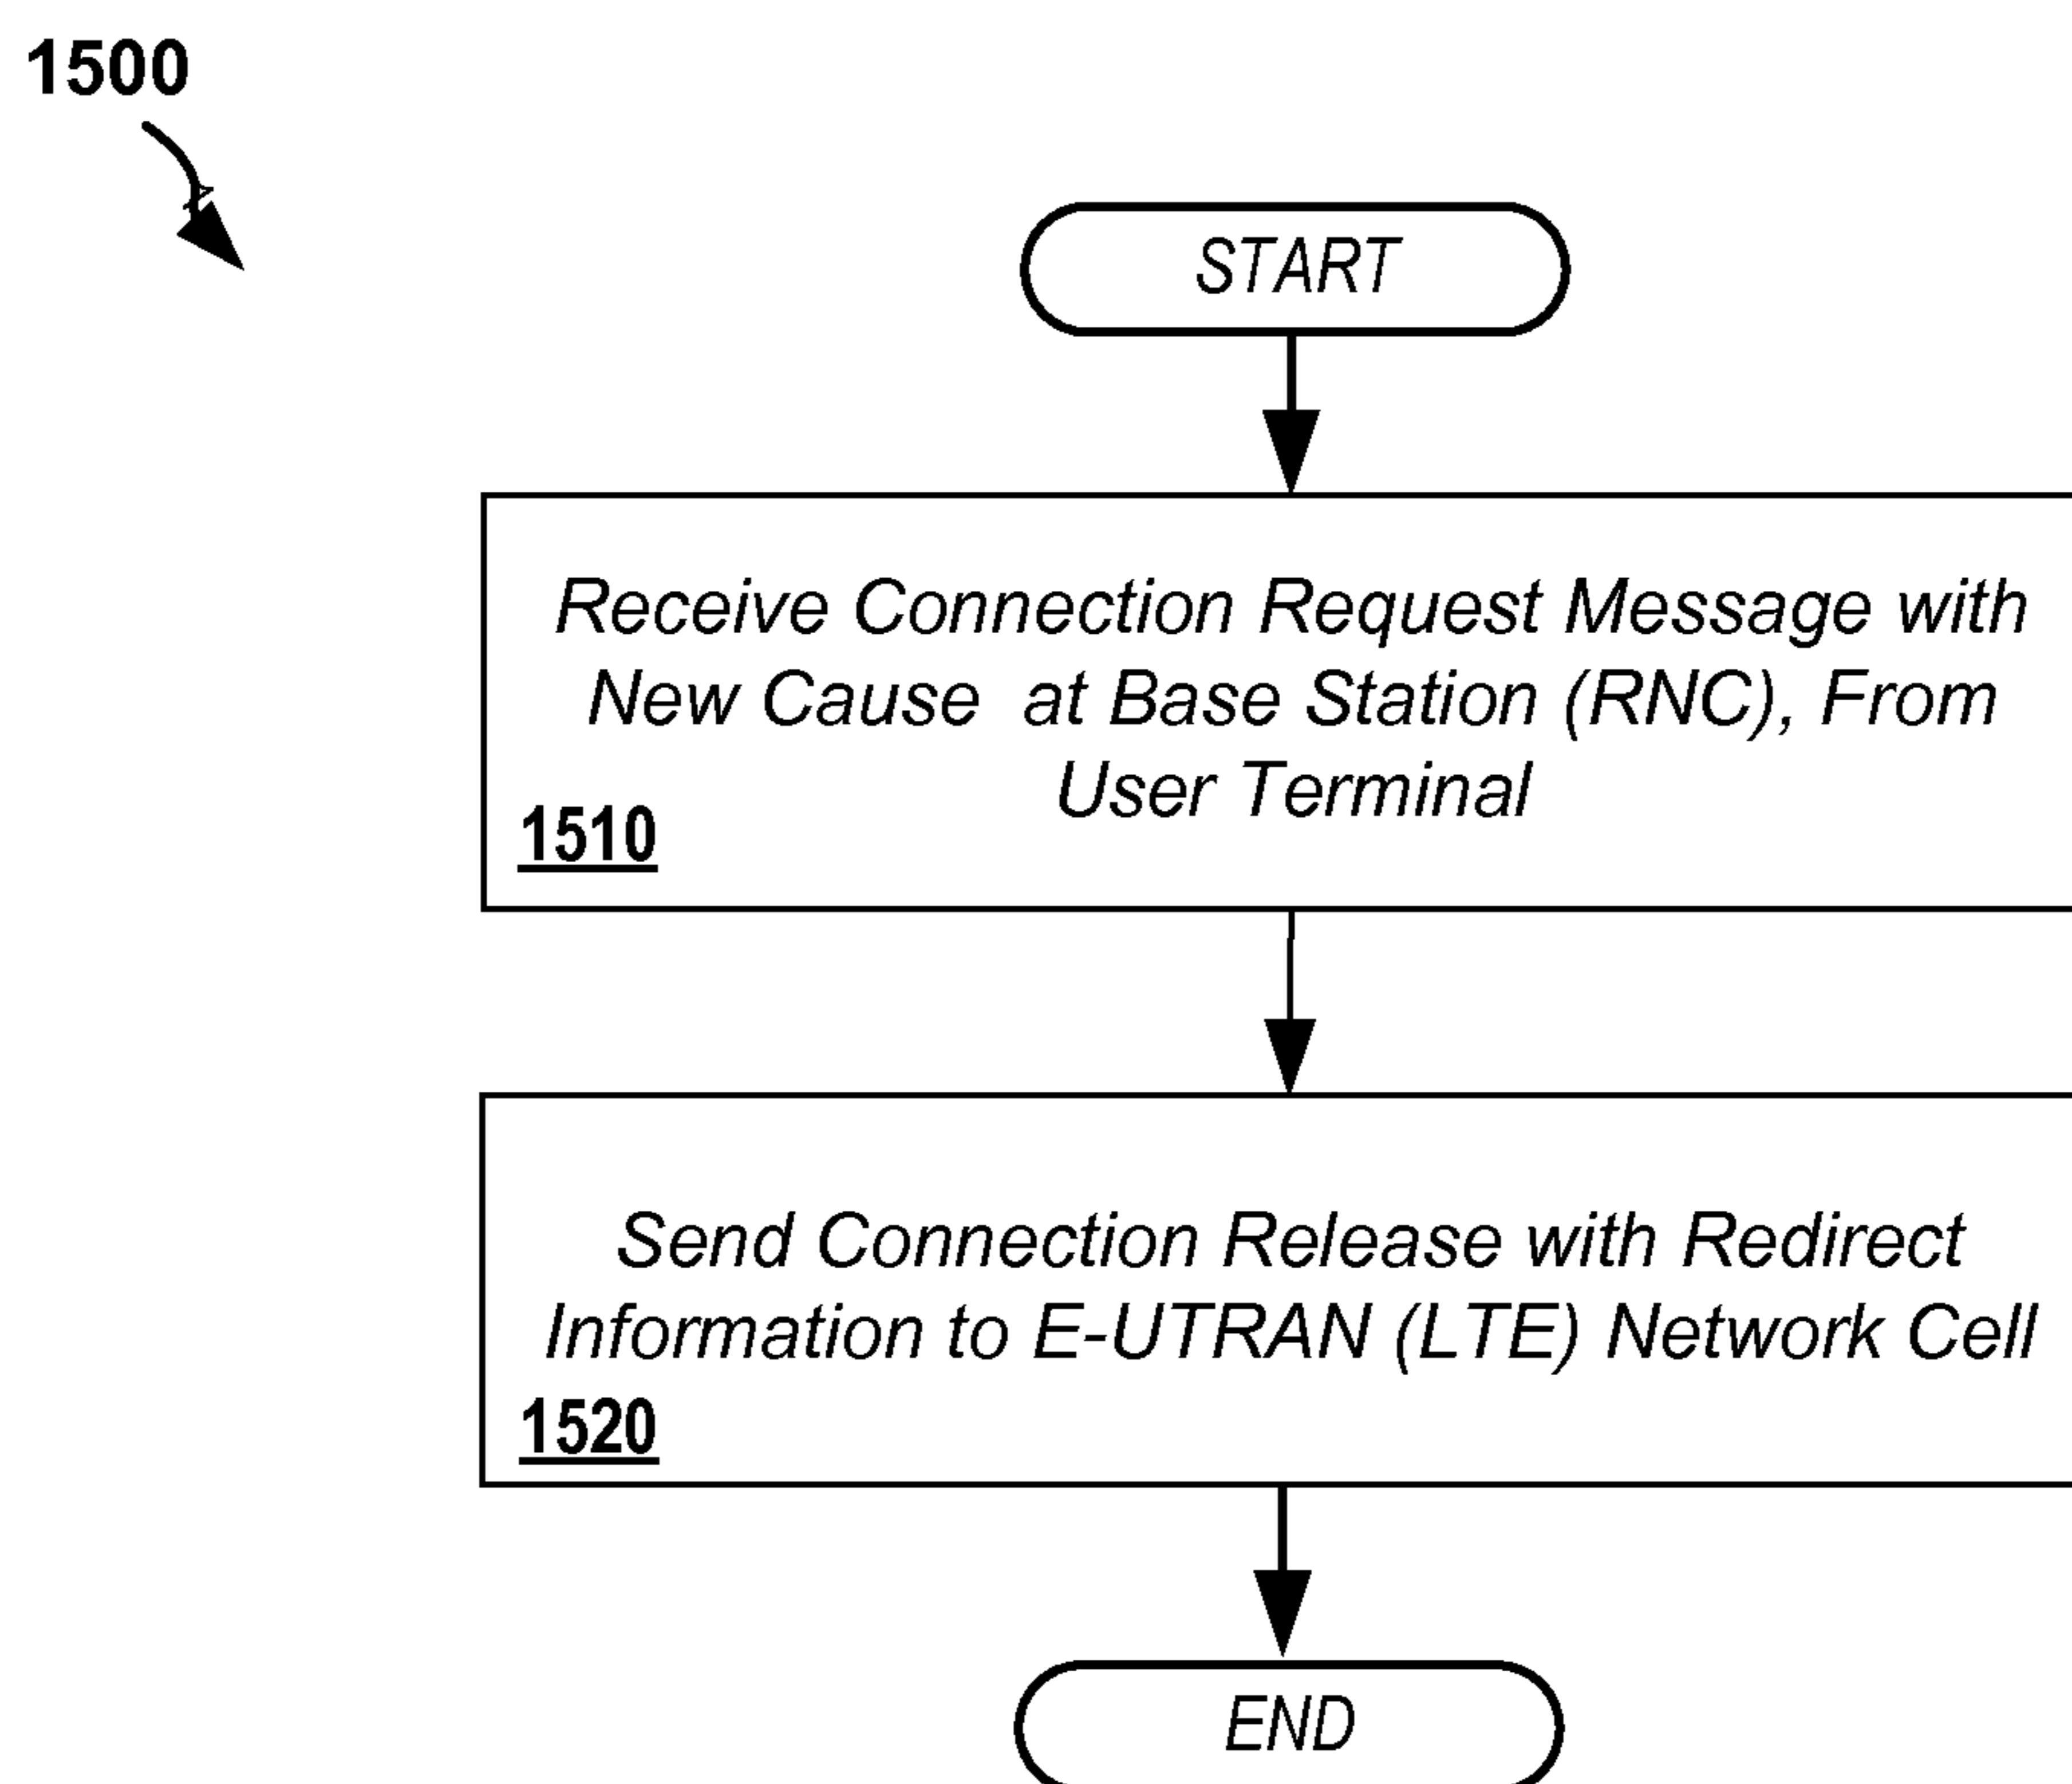 1500
START
Receive Connection Request Message with
New Cause at Base Station (RNC), From
User Terminal
1510
Send Connection Release with Redirect
Information to E-UTRAN (LTE) Network Cell
1520
END